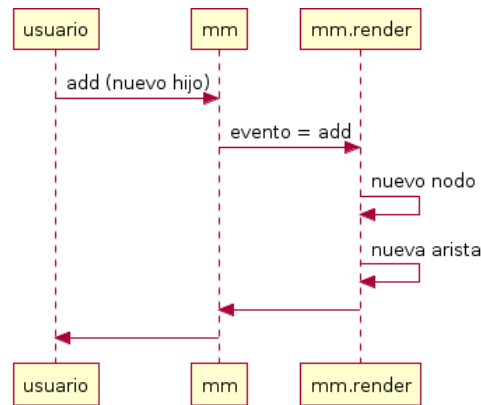 usuario
mm
mm.render
add (nuevo hijo)
evento = add
nuevo nodo
nueva arista
usuario
mm
mm.render